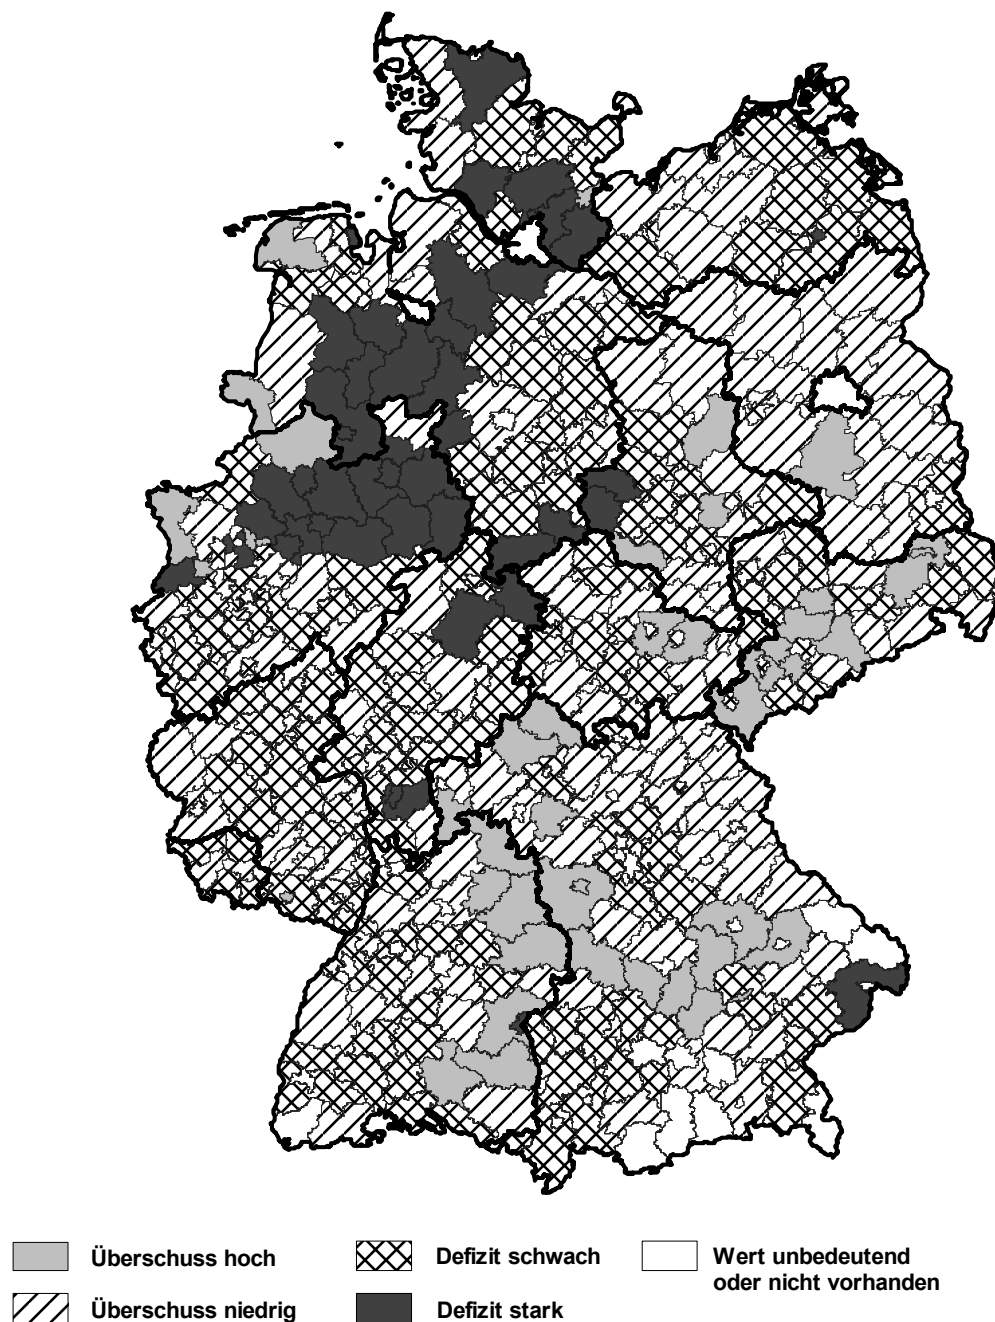 Überschuss hoch
Defizit schwach
Wert unbedeutend
oder nicht vorhanden
Überschuss niedrig
Defizit stark